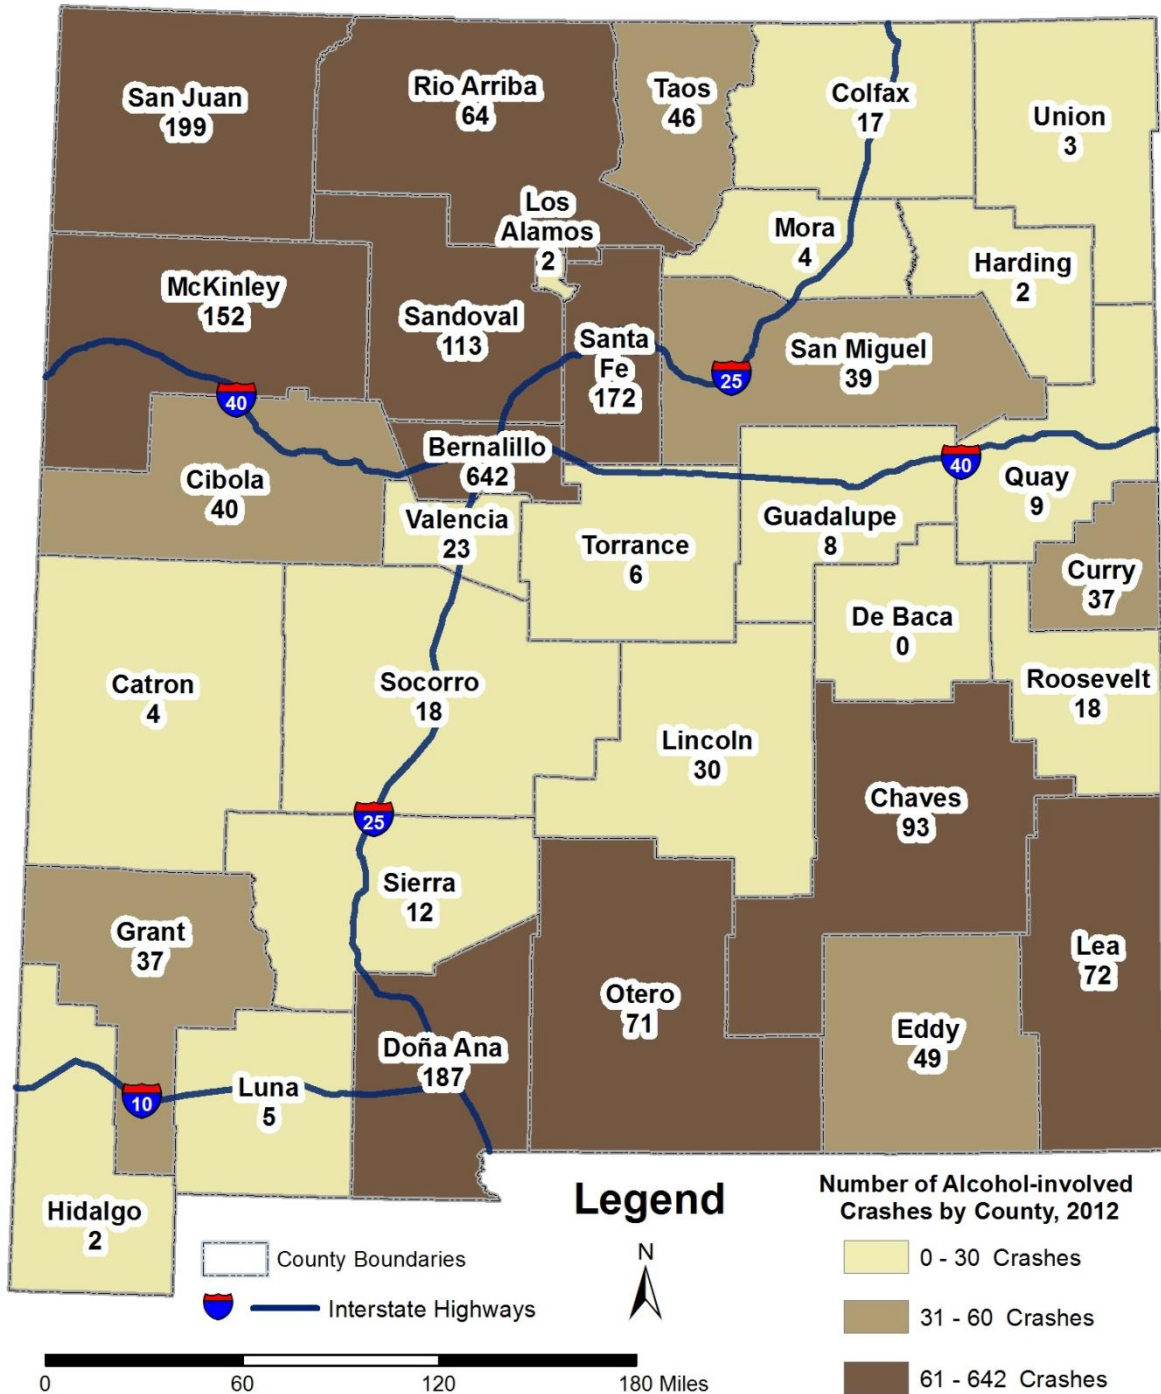 San Juan
199
Rio Arriba
64
Taos
46
Colfax
17
Union
3
Los
Alamos
2
Mora
4
Harding
2
McKinley
152
Sandoval
113
Santa
Fe
172
San Miguel
39
25
40
Bernalillo
642
40
Cibola
40
Quay
9
Valencia
23
Torrance
6
Guadalupe
8
Curry
37
De Baca
0
Catron
4
Socorro
18
Roosevelt
18
Lincoln
30
Chaves
93
25
Sierra
12
Grant
37
Lea
72
Otero
71
Eddy
49
Doña Ana
187
Luna
5
10
Hidalgo
2
Legend
County Boundaries
Interstate Highways
N
0 60 120 180 Miles
Number of Alcohol-involved
Crashes by County, 2012
0 - 30 Crashes
31 - 60 Crashes
61 - 642 Crashes